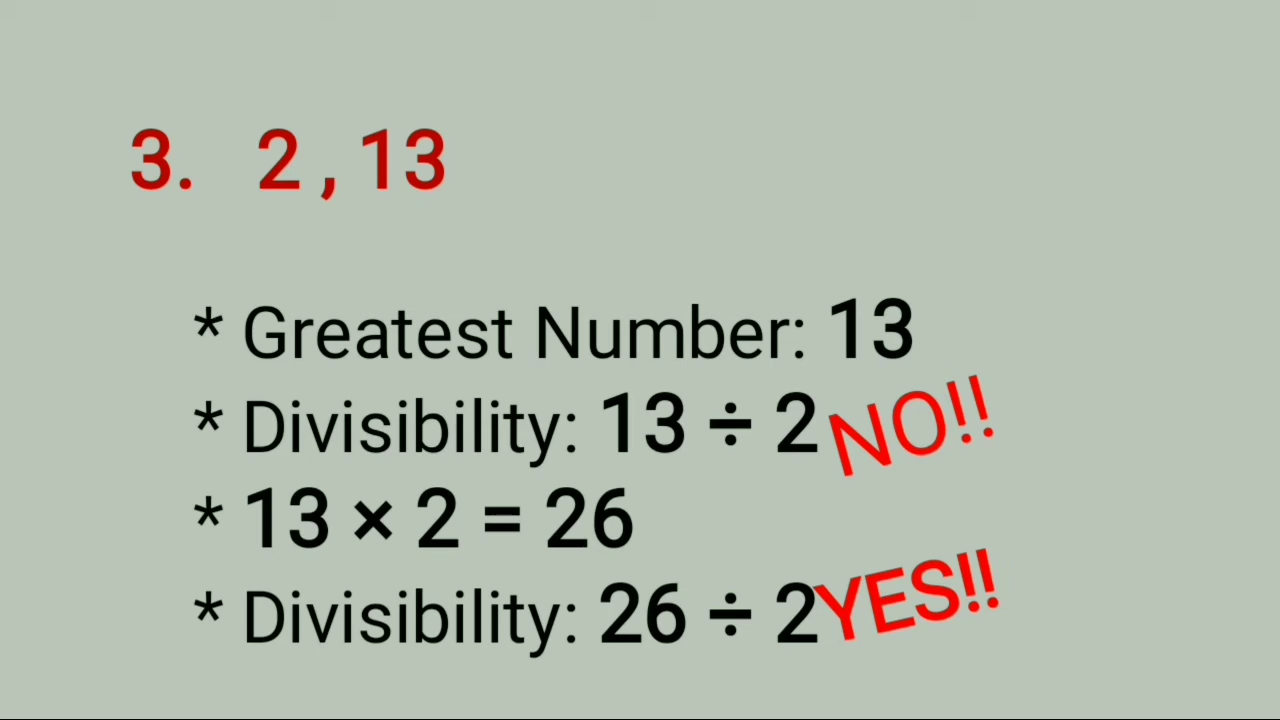 3. 2 , 13
* Greatest Number: 13
* Divisibility: 13 ÷ 2 NO!!
* 13 × 2 = 26
* Divisibility: 26 ÷ 2 YES!!